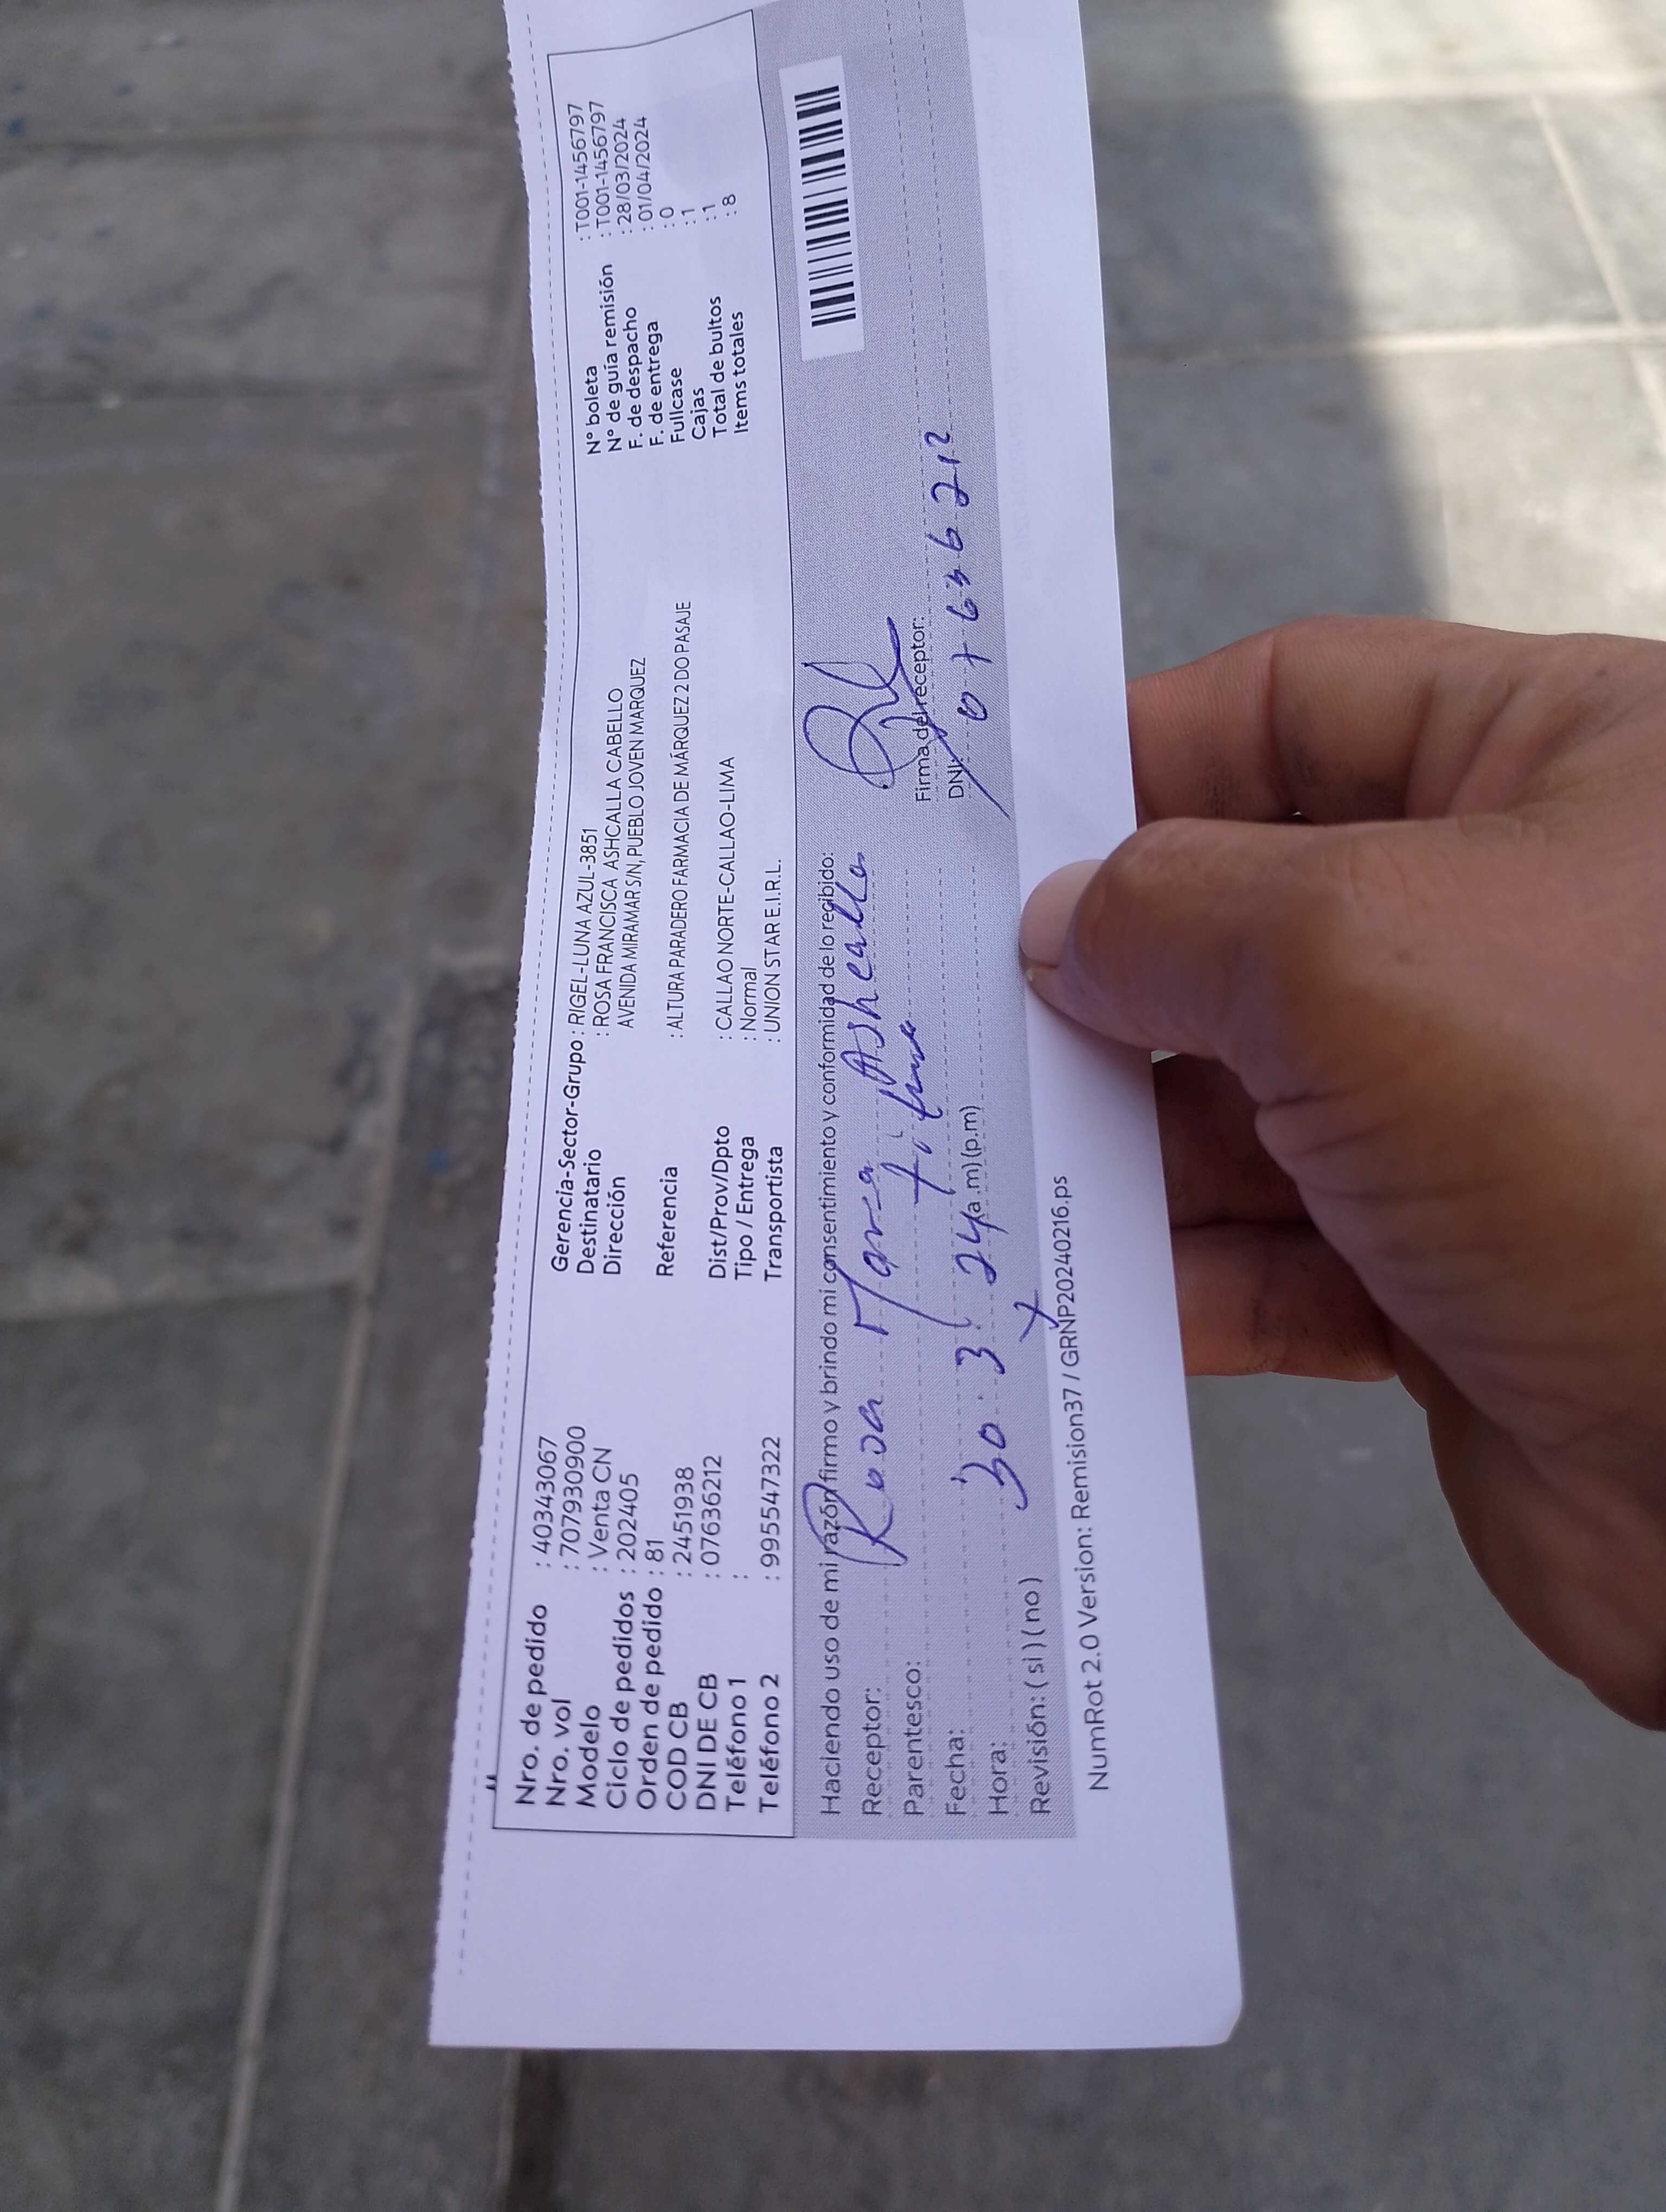 Nro. de pedido : 40343067
Nro. vol : 707930900
Modelo : Venta CN
Ciclo de pedidos : 202405
Orden de pedido : 81
COD CB : 2451938
DNI DE CB : 07636212
Teléfono 1 :
Teléfono 2 : 995547322
Gerencia-Sector-Grupo : RIGEL-LUNA AZUL-3851
Destinatario : ROSA FRANCISCA ASHCALLA CABELLO
Dirección AVENIDA MIRAMAR S/N, PUEBLO JOVEN MARQUEZ
Referencia : ALTURA PARADERO FARMACIA DE MÁRQUEZ 2 2 DO PASAJE
Dist/Prov/Dpto : CALLAO NORTE-CALLAO-LIMA
Tipo / Entrega : Normal
Transportista : UNION STAR E.I.R.L.
N° boleta : T001-1456797
N° de guía remisión : T001-1456797
F. de despacho : 28/03/2024
F. de entrega : 01/04/2024
Fullcase : 0
Cajas : 1
Total de bultos : 1
Items totales : 8
Haciendo uso de mi razón firmo y brindo mi consentimiento y conformidad de lo recibido:
Receptor: Rosa Ashcalla
Parentesco:
Fecha: 30 3 24
Hora: (a.m) (p.m)
Revisión: ( si ) ( no )
Firma del receptor:
DNI: 07636212
NumRot 2.0 Version: Remision37 / GRNP20240216.ps